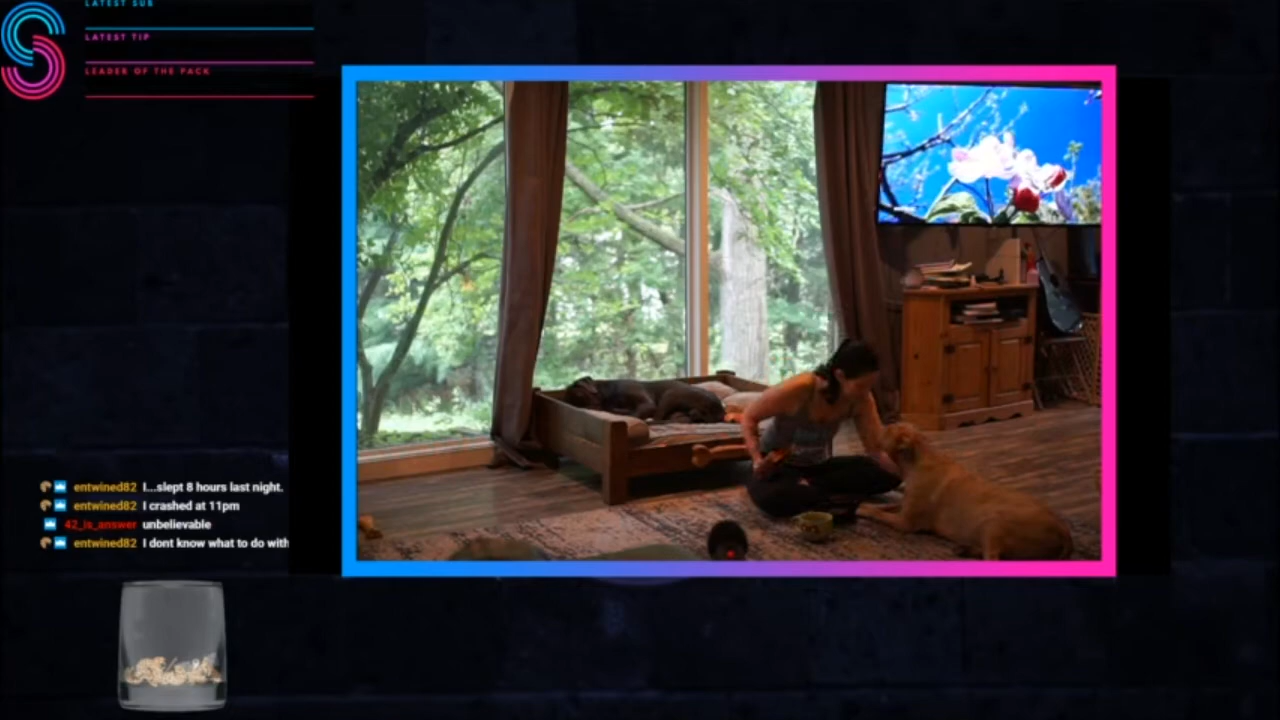 LATEST SUB
LATEST TIP
LEADER OF THE PACK
entwined82 I...slept 8 hours last night.
entwined82 I crashed at 11pm
42_is_answer unbelievable
entwined82 I dont know what to do with